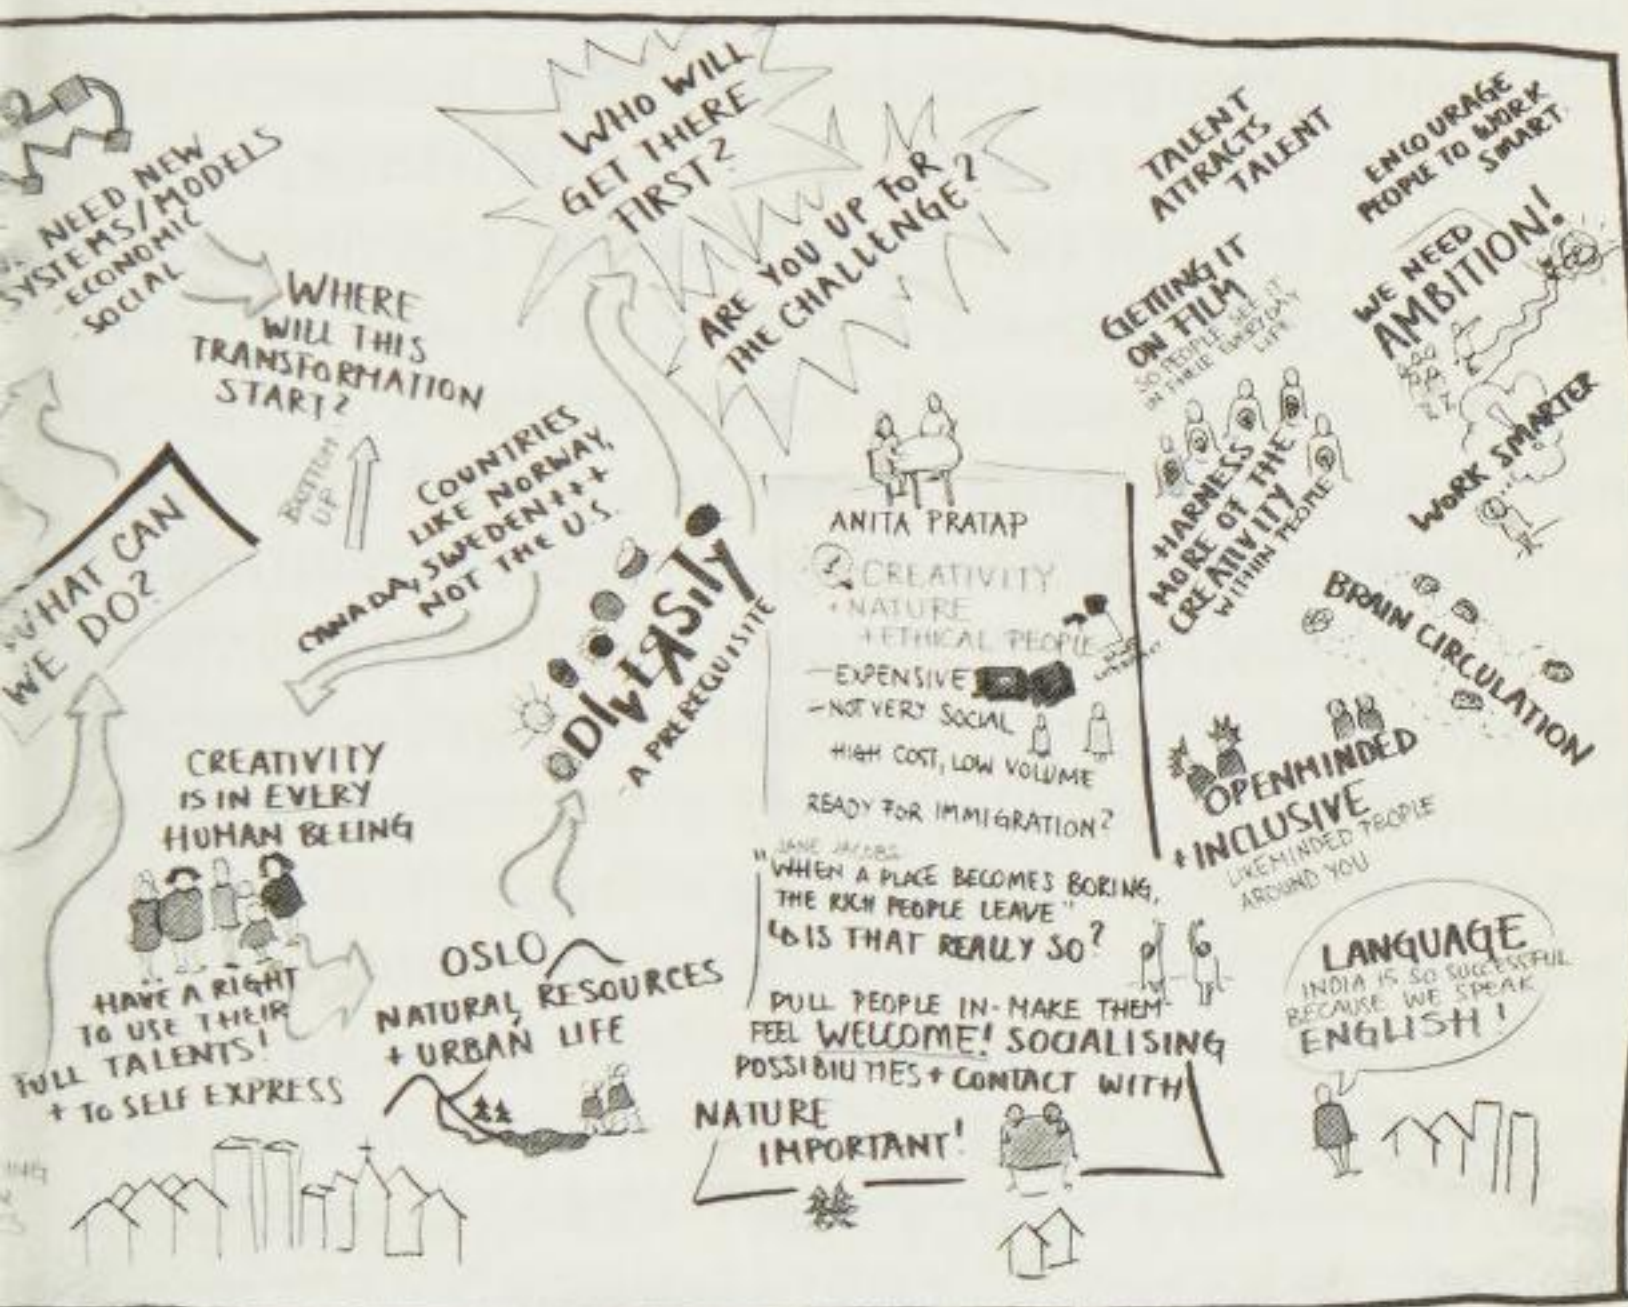 NEED NEW
SYSTEMS/MODELS
-ECONOMIC
-SOCIAL
WHERE
WILL THIS
TRANSFORMATION
START?
BOTTOM
UP
WHAT CAN
WE DO?
COUNTRIES
LIKE NORWAY,
CANADA, SWEDEN+++
NOT THE U.S.
WHO WILL
GET THERE
FIRST?
ARE YOU UP FOR
THE CHALLENGE?
DIVERSITY
- A PREREQUISITE
CREATIVITY
IS IN EVERY
HUMAN BEEING
HAVE A RIGHT
TO USE THEIR
FULL TALENTS!
+ TO SELF EXPRESS
OSLO
NATURAL RESOURCES
+ URBAN LIFE
ANITA PRATAP
CREATIVITY
+ NATURE
+ ETHICAL PEOPLE
- EXPENSIVE
- NOT VERY SOCIAL
HIGH COST, LOW VOLUME
READY FOR IMMIGRATION?
JANE JACOBS
"WHEN A PLACE BECOMES BORING,
THE RICH PEOPLE LEAVE"
IS THAT REALLY SO?
PULL PEOPLE IN - MAKE THEM
FEEL WELCOME! SOCIALISING
POSSIBILITIES + CONTACT WITH
NATURE
IMPORTANT!
TALENT
ATTRACTS
TALENT
ENCOURAGE
PEOPLE TO WORK
SMART
GETTING IT
ON FILM
SO PEOPLE SEE IT
IN THEIR EVERYDAY
LIFE
WE NEED
AMBITION!
HARNESS
MORE OF THE
CREATIVITY
WITHIN PEOPLE
WORK SMARTER
BRAIN CIRCULATION
OPENMINDED
+ INCLUSIVE
LIKEMINDED PEOPLE
AROUND YOU
LANGUAGE
INDIA IS SO SUCCESSFUL
BECAUSE WE SPEAK
ENGLISH!